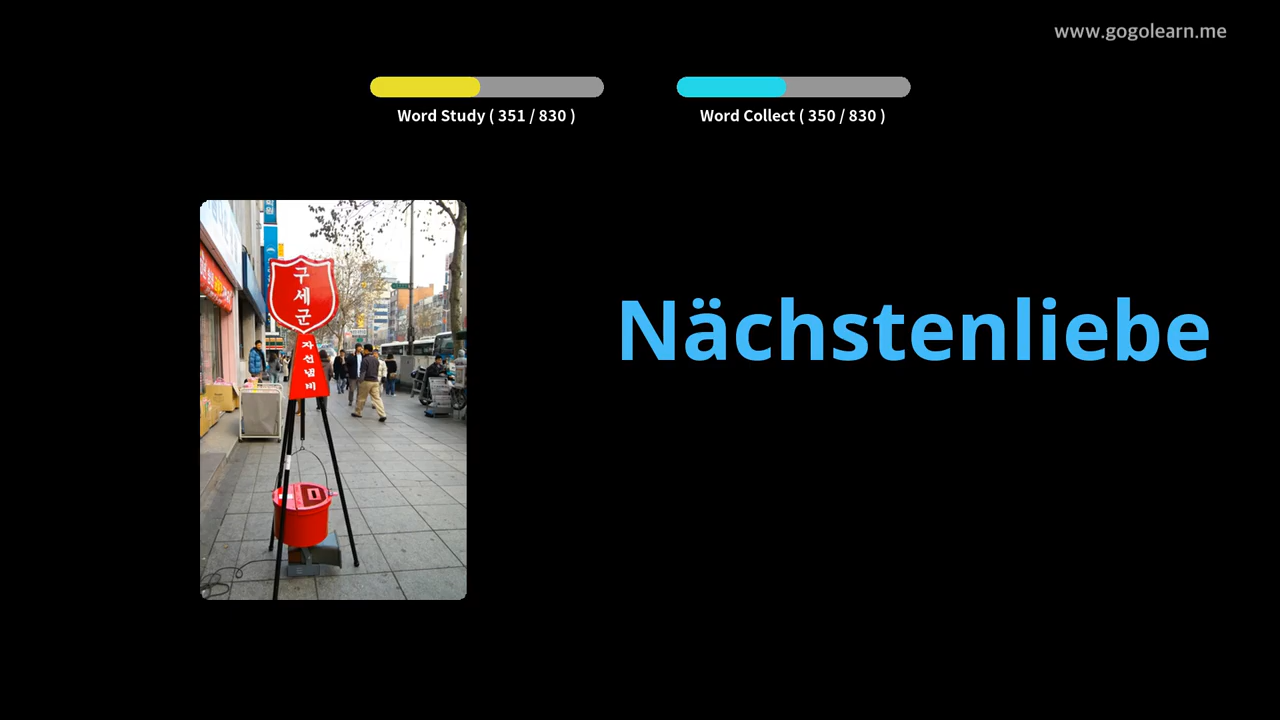 www.gogolearn.me
Word Study ( 351 / 830 )
Word Collect ( 350 / 830 )
구세군
자선냄비
Nächstenliebe